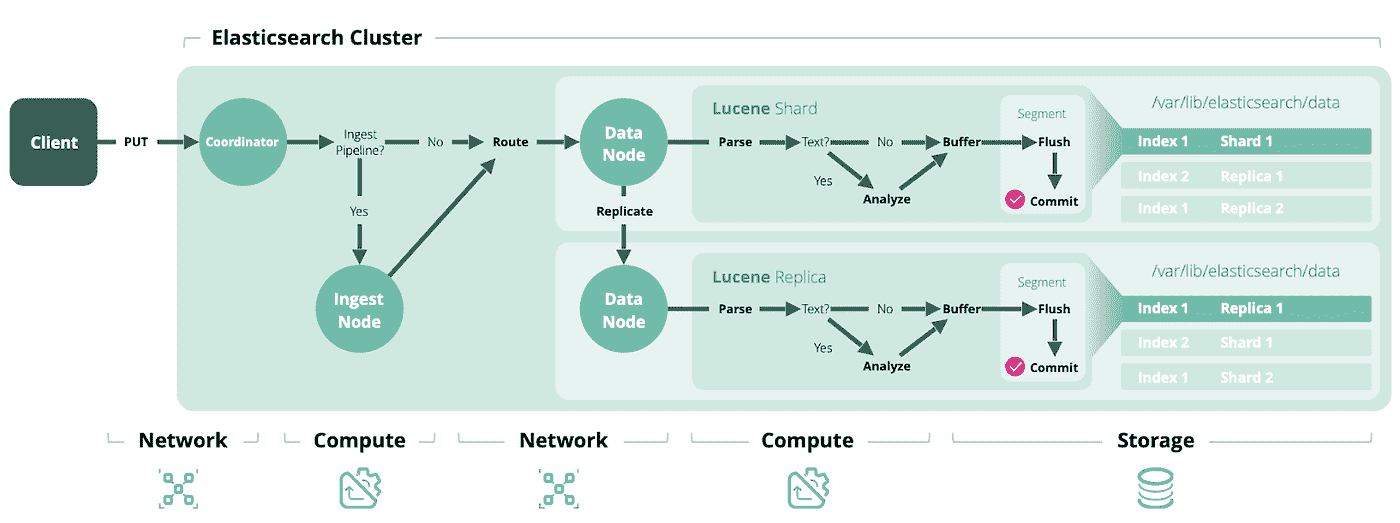 Elasticsearch Cluster
Client
PUT
Coordinator
Ingest
Pipeline?
No
Yes
Ingest
Node
Route
Data
Node
Replicate
Data
Node
Lucene Shard
Parse
Text?
No
Yes
Analyze
Buffer
Segment
Flush
Commit
/var/lib/elasticsearch/data
Index 1 Shard 1
Index 2 Replica 1
Index 1 Replica 2
Lucene Replica
Parse
Text?
No
Yes
Analyze
Buffer
Segment
Flush
Commit
/var/lib/elasticsearch/data
Index 1 Replica 1
Index 2 Shard 1
Index 1 Shard 2
Network
Compute
Network
Compute
Storage